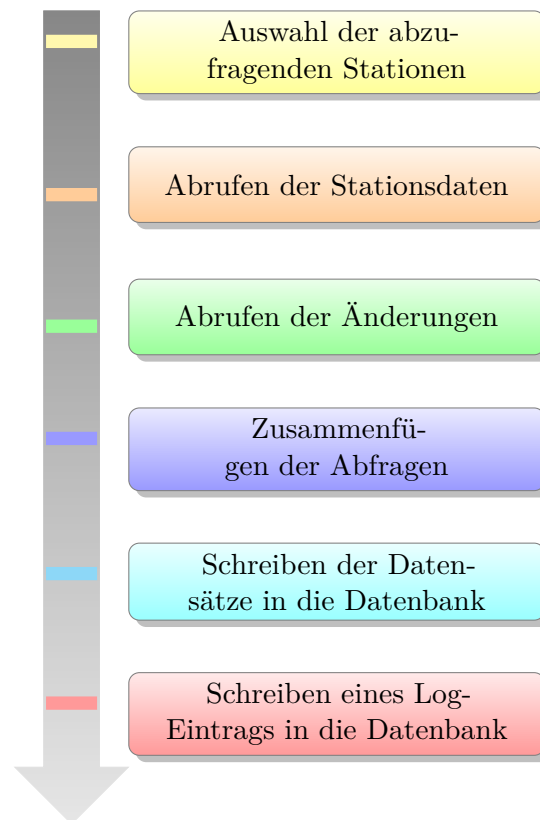 Auswahl der abzu-
fragenden Stationen
Abrufen der Stationsdaten
Abrufen der Änderungen
Zusammenfü-
gen der Abfragen
Schreiben der Daten-
sätze in die Datenbank
Schreiben eines Log-
Eintrags in die Datenbank